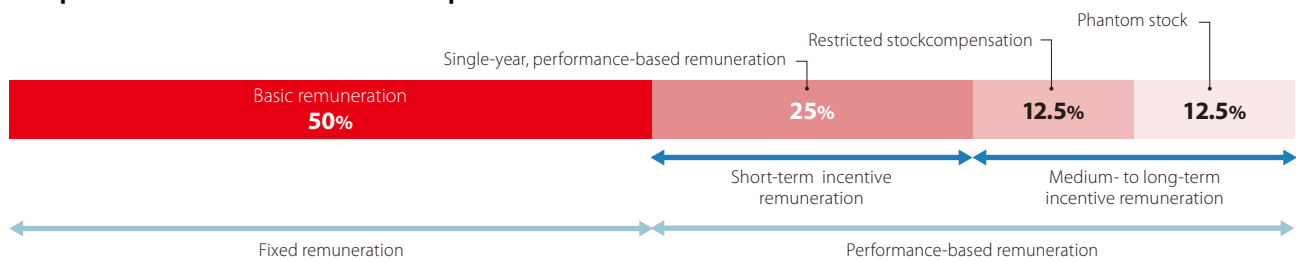 Phantom stock
Restricted stockcompensation
Single-year, performance-based remuneration
Basic remuneration
50%
25%
12.5%
12.5%
Short-term incentive
remuneration
Medium- to long-term
incentive remuneration
Fixed remuneration
Performance-based remuneration